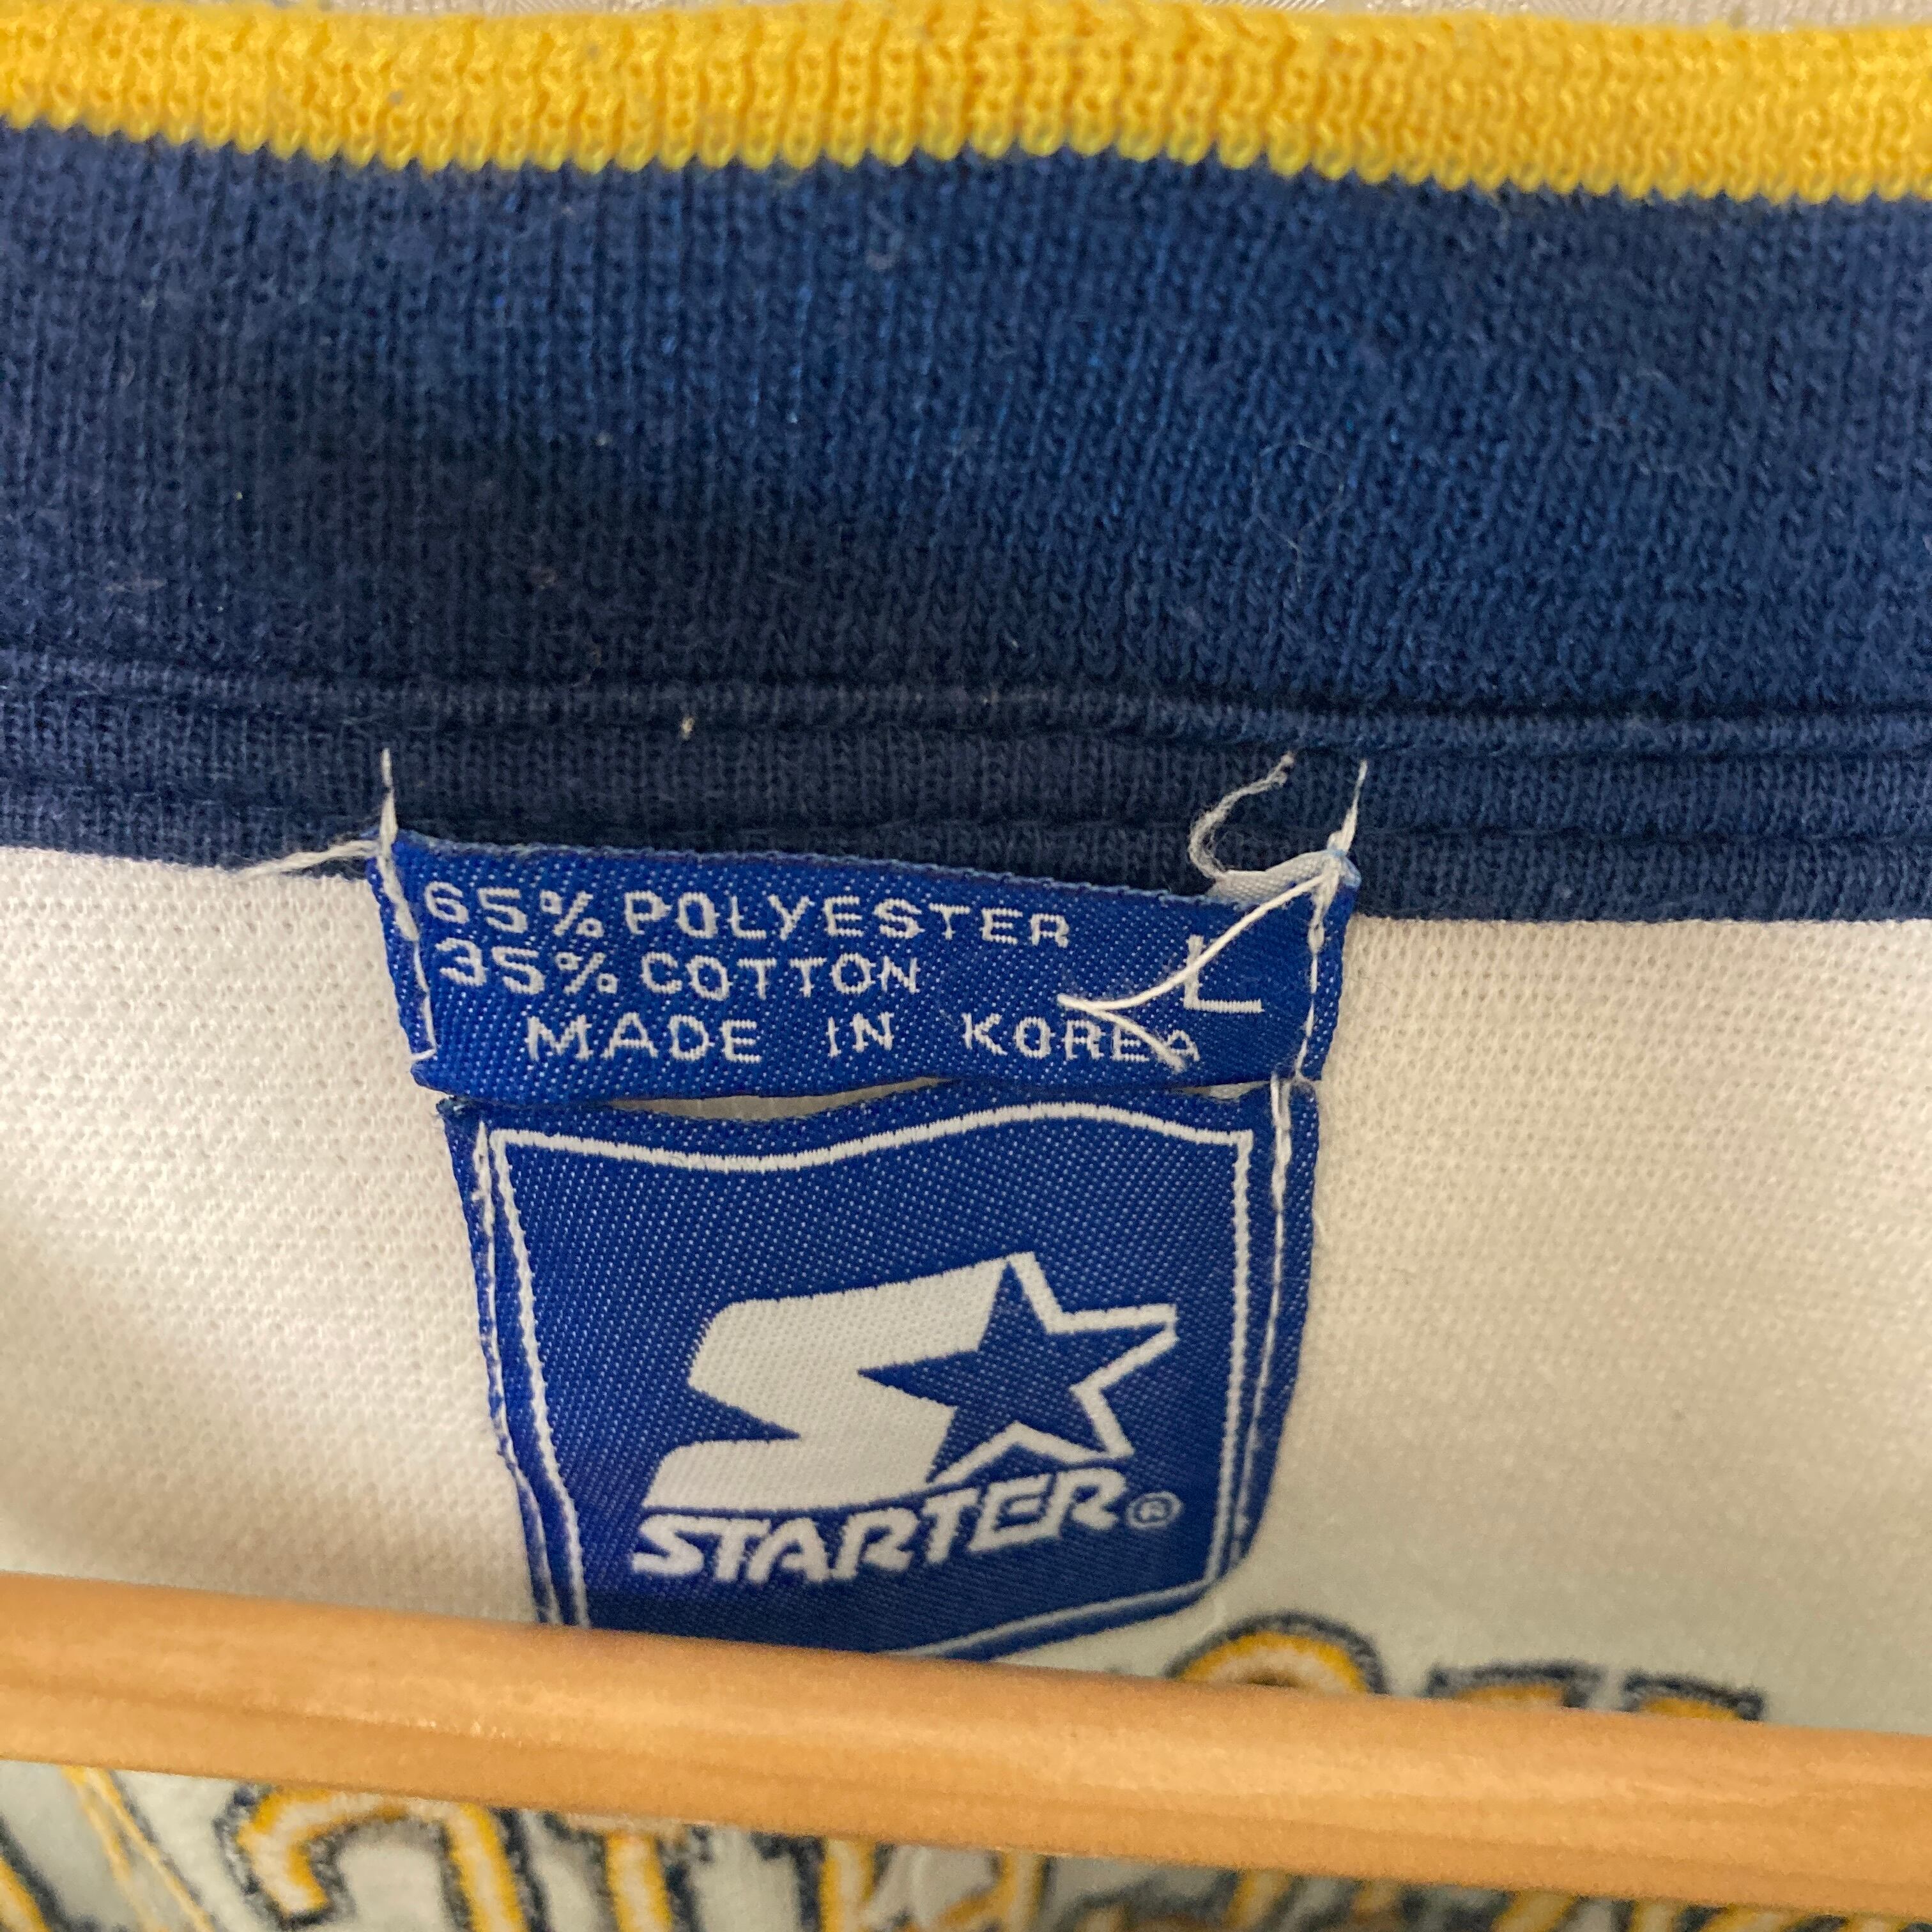 65% POLYESTER
35% COTTON L
MADE IN KOREA
STARTER®